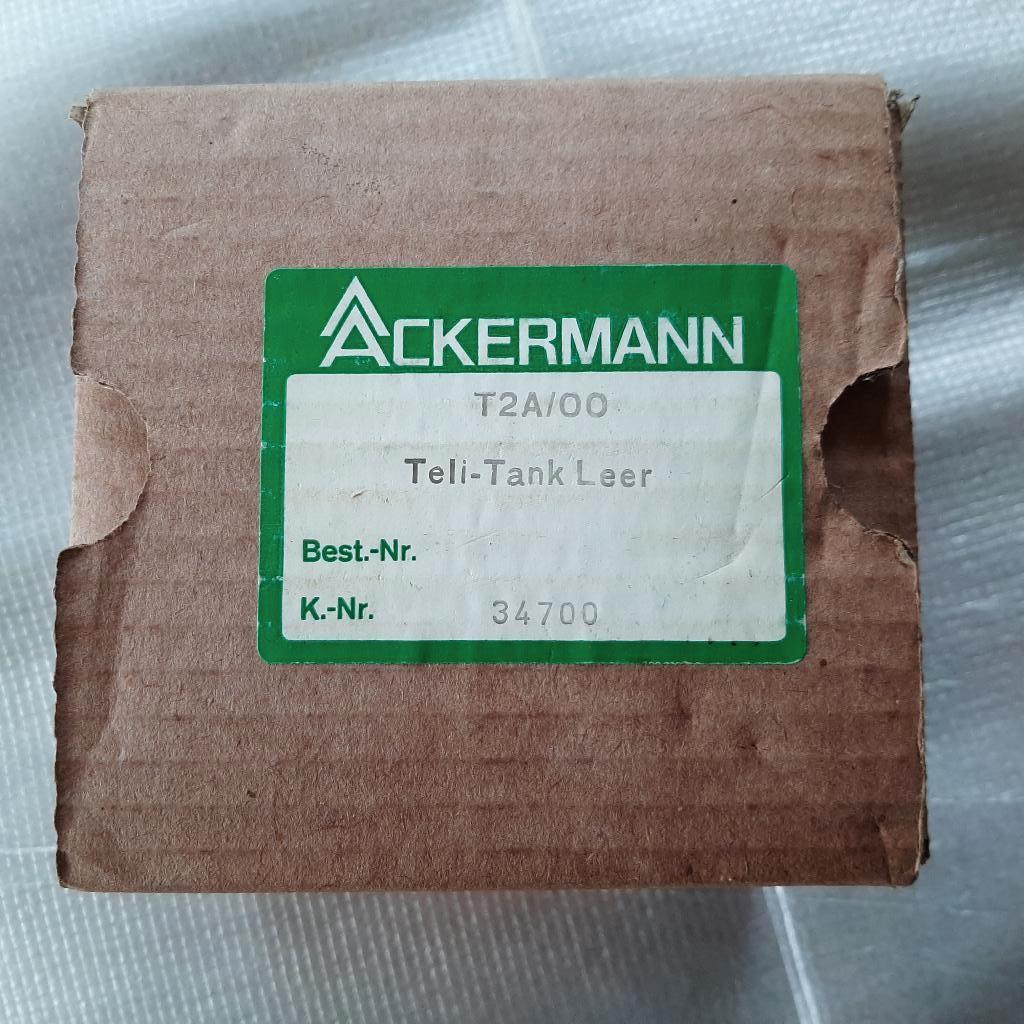 ACKERMANN
T2A/00
Teli-Tank Leer
Best.-Nr.
K.-Nr. 34700